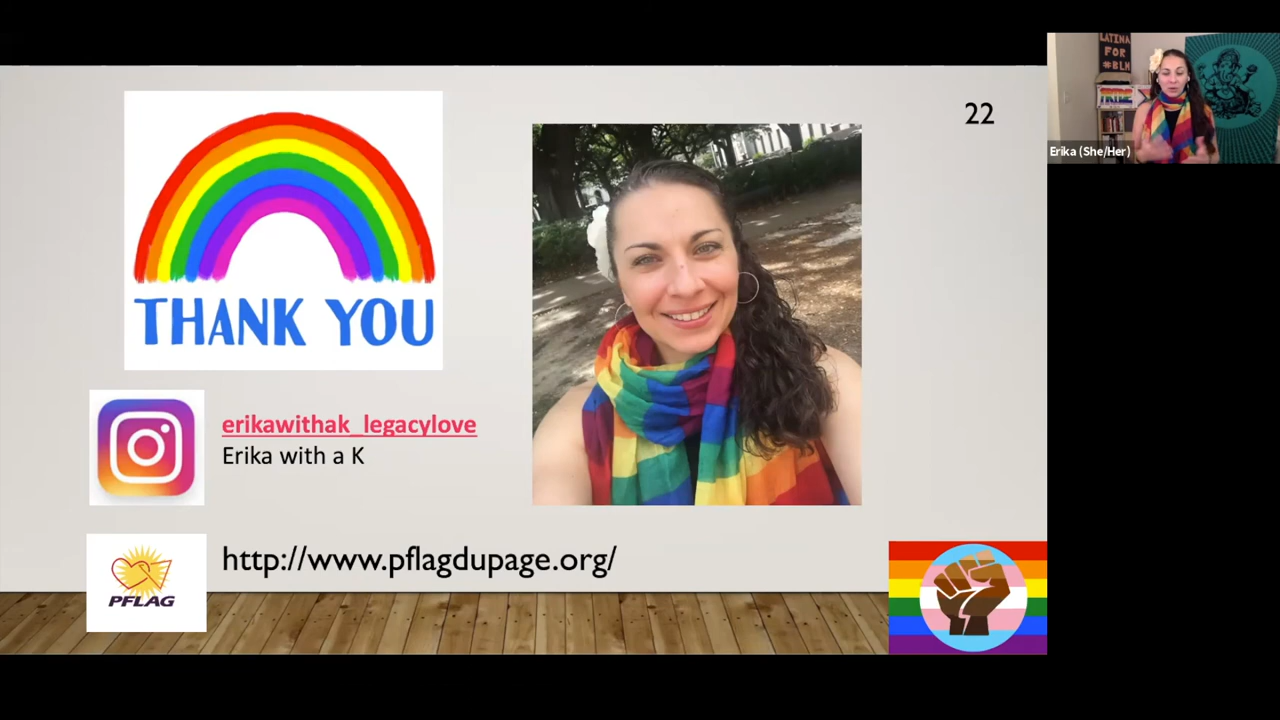 22
THANK YOU
erikawithak_legacylove
Erika with a K
PFLAG
http://www.pflagdupage.org/
LATINA
FOR
#BLM
PRIDE
Erika (She/Her)